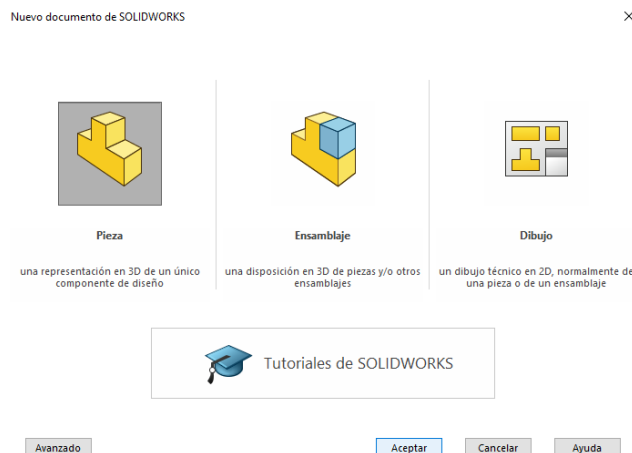 Nuevo documento de SOLIDWORKS
Pieza
una representación en 3D de un único
componente de diseño
Ensamblaje
una disposición en 3D de piezas y/o otros
ensamblajes
Dibujo
un dibujo técnico en 2D, normalmente de
una pieza o de un ensamblaje
Tutoriales de SOLIDWORKS
Avanzado
Aceptar
Cancelar
Ayuda